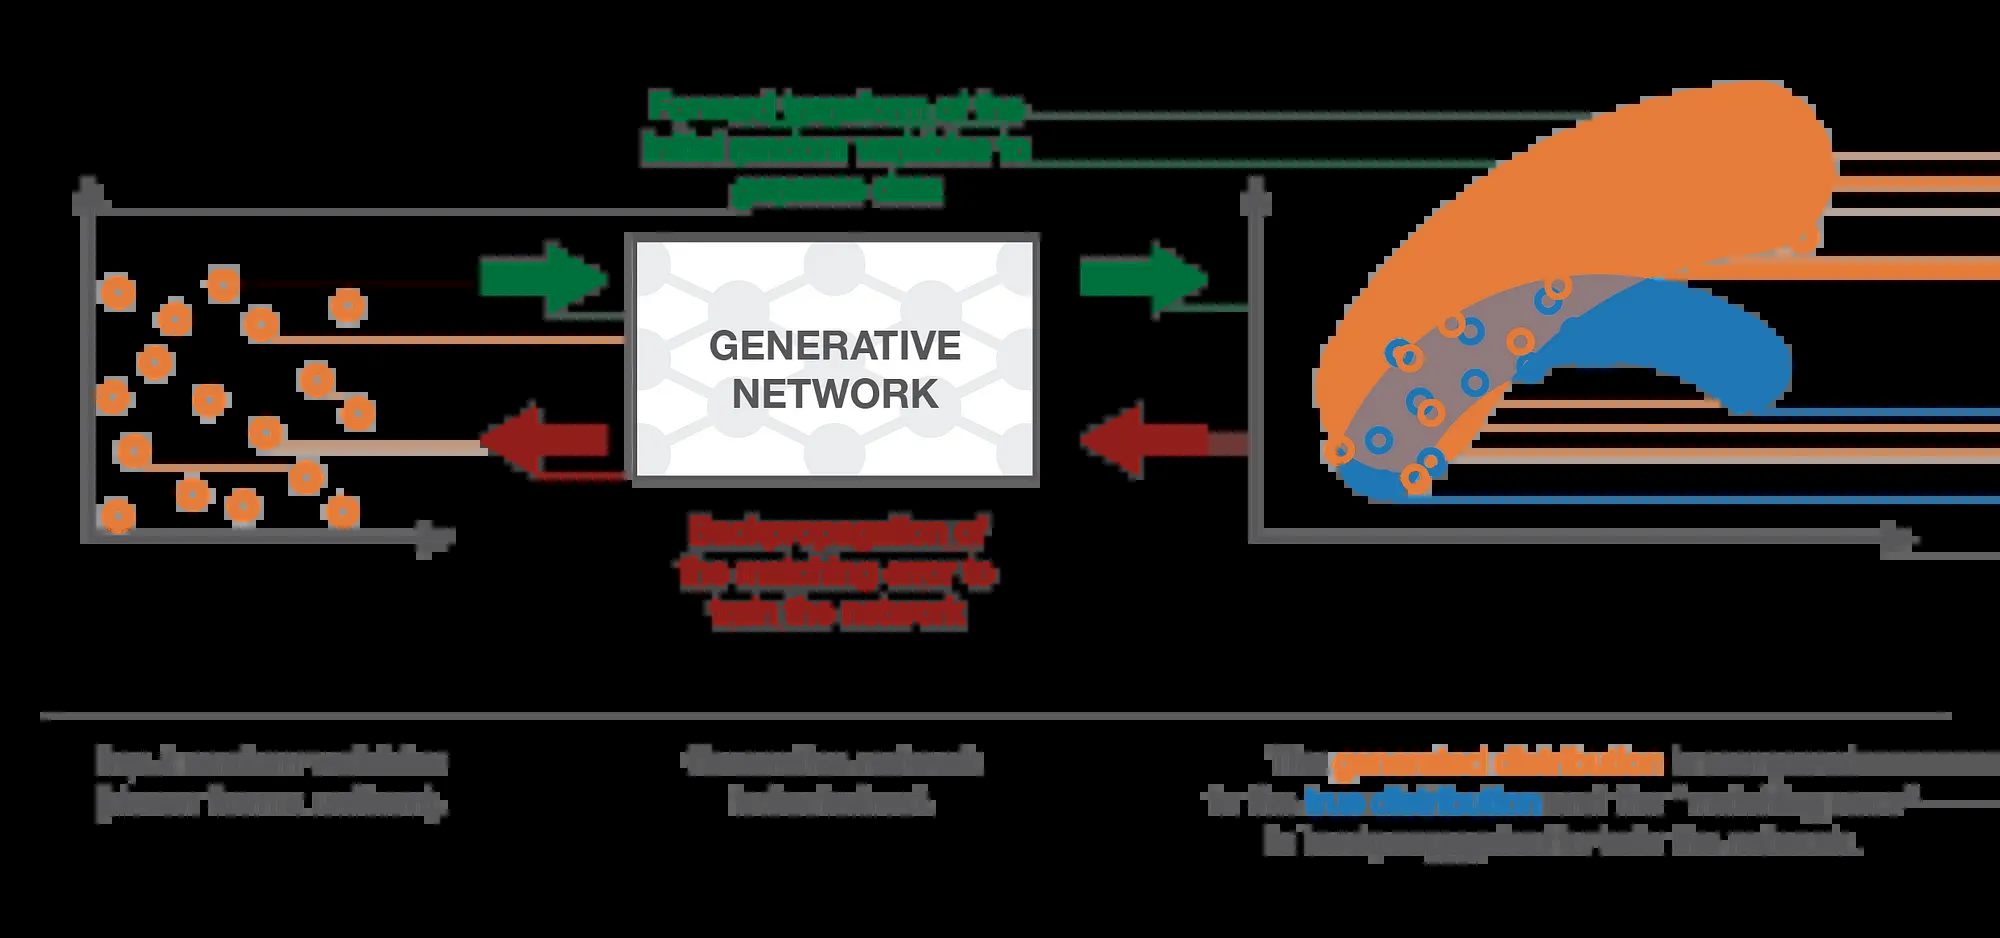 Forward transform of the
initial random variables to
generate data
GENERATIVE
NETWORK
Backpropagation of
the matching error to
train the network
Input random variables
(drawn from a uniform).
Generative network
to be trained.
The generated distribution is compared
to the true distribution and the "matching error"
is backpropagated to train the network.